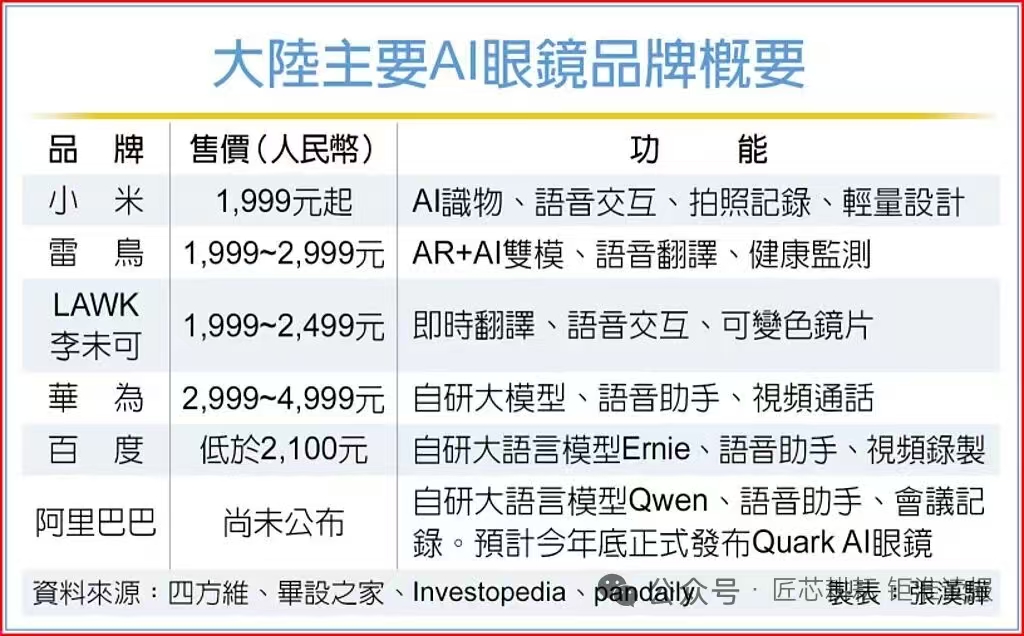 大陸主要AI眼鏡品牌概要
品牌 售價(人民幣) 功能
小米 1,999元起 AI識物、語音交互、拍照記錄、輕量設計
雷鳥 1,999~2,999元 AR+AI雙模、語音翻譯、健康監測
LAWK
李未可 1,999~2,499元 即時翻譯、語音交互、可變色鏡片
華為 2,999~4,999元 自研大模型、語音助手、視頻通話
百度 低於2,100元 自研大語言模型Ernie、語音助手、視頻錄製
阿里巴巴 尚未公布 自研大語言模型Qwen、語音助手、會議記
錄。預計今年底正式發布Quark AI眼鏡
資料來源：四方維、畢設之家、Investopedia、pandaily 製表：張漢驊
公众号 · 匠芯